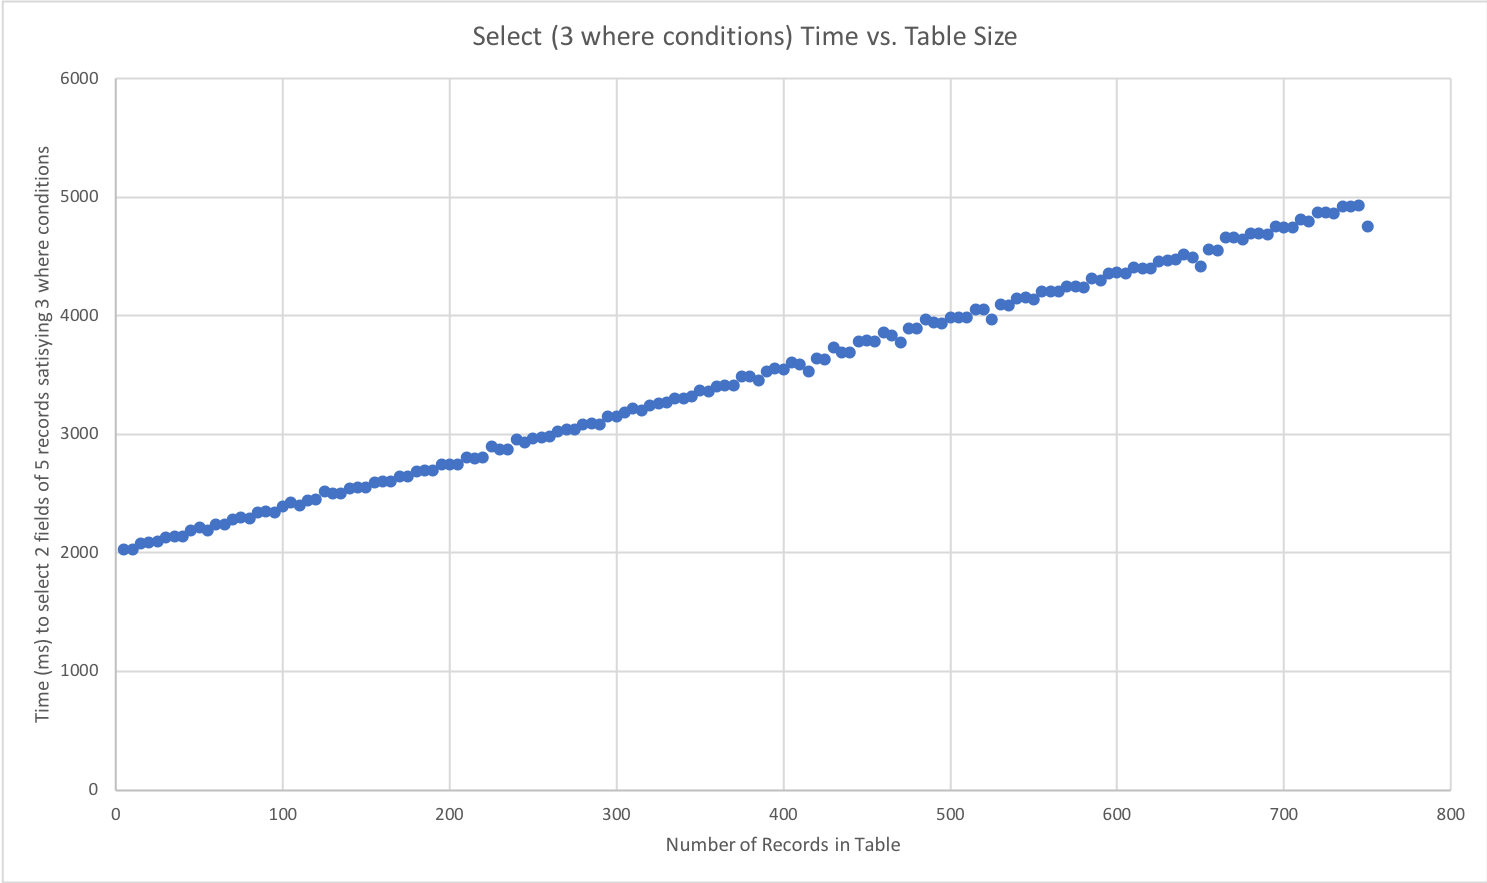 Select (3 where conditions) Time vs. Table Size
Time (ms) to select 2 fields of 5 records satisying 3 where conditions
6000
5000
4000
3000
2000
1000
0
0 100 200 300 400 500 600 700 800
Number of Records in Table